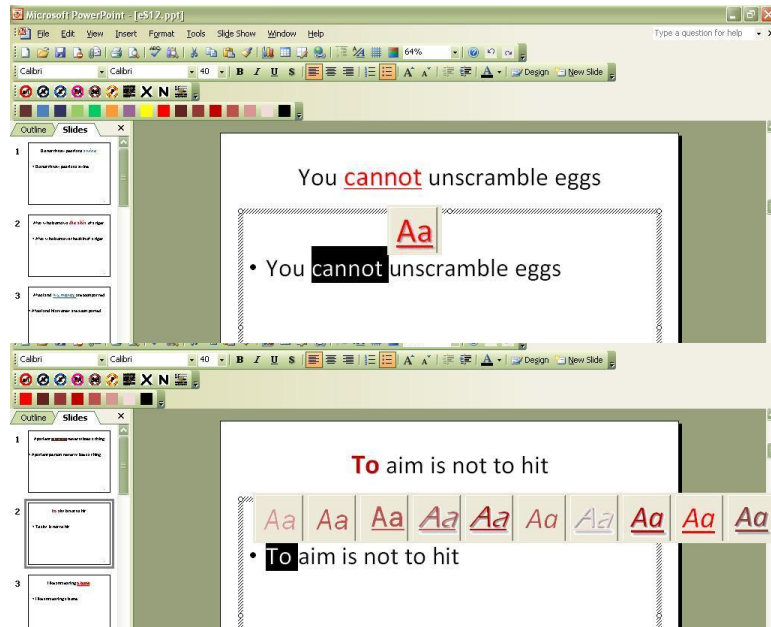 Microsoft PowerPoint - [eS12.ppt]
File Edit View Insert Format Tools Slide Show Window Help Type a question for help
64%
Calibri Calibri 40 B I U S A A A Design New Slide
X N
Outline Slides
1
2
3
You cannot unscramble eggs
Aa
• You cannot unscramble eggs
Calibri Calibri 40 B I U S A A A Design New Slide
X N
Outline Slides
1
2
3
To aim is not to hit
Aa Aa Aa Aa Aa Aa Aa Aa Aa Aa
• To aim is not to hit